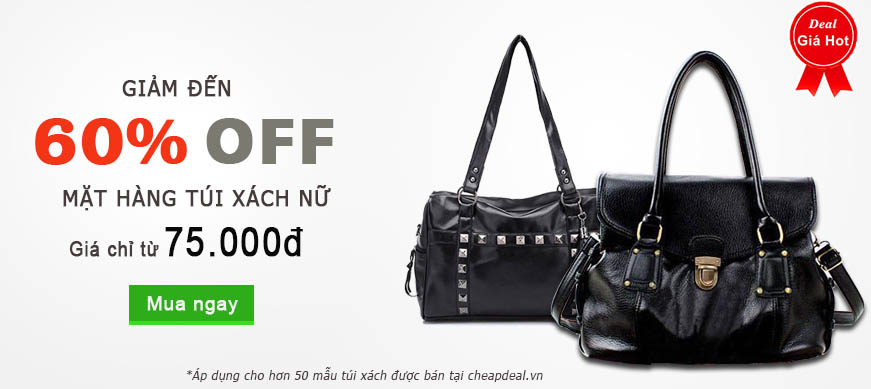 GIẢM ĐẾN
60% OFF
MẶT HÀNG TÚI XÁCH NỮ
Giá chỉ từ 75.000đ
Mua ngay
*Áp dụng cho hơn 50 mẫu túi xách được bán tại cheapdeal.vn
Deal
Giá Hot